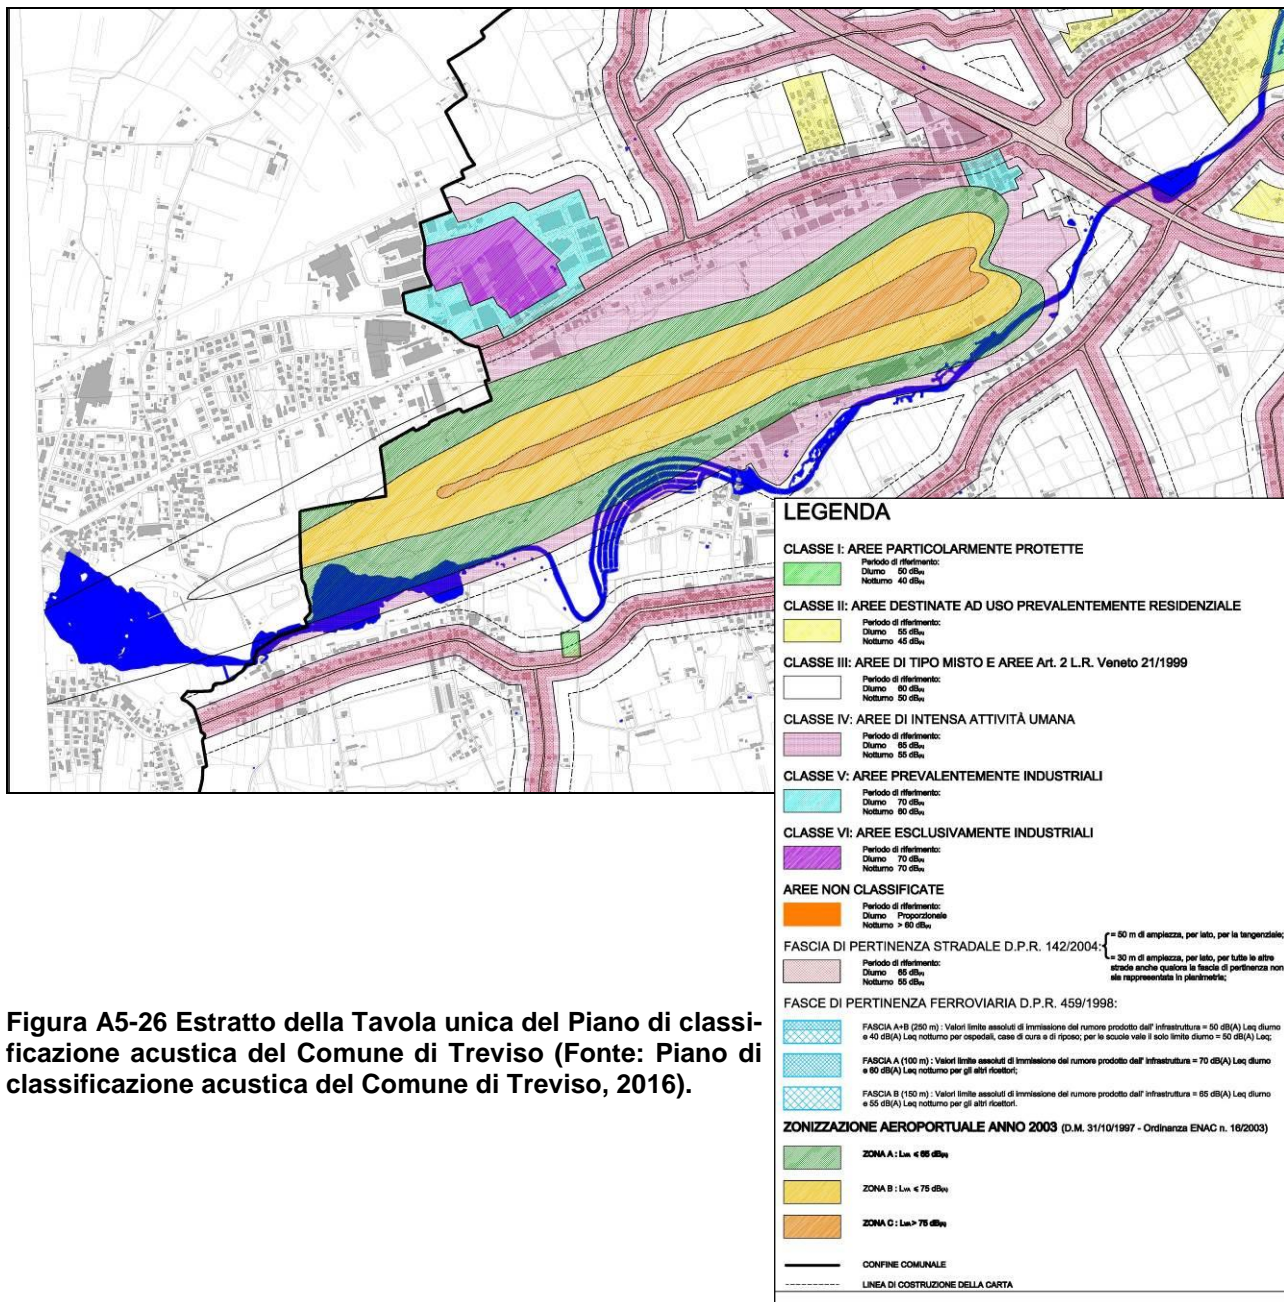 LEGENDA
CLASSE I: AREE PARTICOLARMENTE PROTETTE
Periodo di riferimento:
Diurno 50 dB(A)
Notturno 40 dB(A)
CLASSE II: AREE DESTINATE AD USO PREVALENTEMENTE RESIDENZIALE
Periodo di riferimento:
Diurno 55 dB(A)
Notturno 45 dB(A)
CLASSE III: AREE DI TIPO MISTO E AREE Art. 2 L.R. Veneto 21/1999
Periodo di riferimento:
Diurno 60 dB(A)
Notturno 50 dB(A)
CLASSE IV: AREE DI INTENSA ATTIVITÀ UMANA
Periodo di riferimento:
Diurno 65 dB(A)
Notturno 55 dB(A)
CLASSE V: AREE PREVALENTEMENTE INDUSTRIALI
Periodo di riferimento:
Diurno 70 dB(A)
Notturno 60 dB(A)
CLASSE VI: AREE ESCLUSIVAMENTE INDUSTRIALI
Periodo di riferimento:
Diurno 70 dB(A)
Notturno 70 dB(A)
AREE NON CLASSIFICATE
Periodo di riferimento:
Diurno Proporzionale
Notturno > 60 dB(A)
FASCIA DI PERTINENZA STRADALE D.P.R. 142/2004:
= 50 m di ampiezza, per lato, per la tangenziale;
= 30 m di ampiezza, per lato, per tutte le altre
strade anche qualora la fascia di pertinenza non
sia rappresentata in planimetria;
Periodo di riferimento:
Diurno 65 dB(A)
Notturno 55 dB(A)
FASCE DI PERTINENZA FERROVIARIA D.P.R. 459/1998:
FASCIA A+B (250 m) : Valori limite assoluti di immissione del rumore prodotto dall' infrastruttura = 50 dB(A) Leq diurno
e 40 dB(A) Leq notturno per ospedali, case di cura e di riposo; per le scuole vale il solo limite diurno = 50 dB(A) Leq;
FASCIA A (100 m) : Valori limite assoluti di immissione del rumore prodotto dall' infrastruttura = 70 dB(A) Leq diurno
e 60 dB(A) Leq notturno per gli altri ricettori;
FASCIA B (150 m) : Valori limite assoluti di immissione del rumore prodotto dall' infrastruttura = 65 dB(A) Leq diurno
e 55 dB(A) Leq notturno per gli altri ricettori.
ZONIZZAZIONE AEROPORTUALE ANNO 2003 (D.M. 31/10/1997 - Ordinanza ENAC n. 16/2003)
ZONA A : LVA ≤ 65 dB(A)
ZONA B : LVA ≤ 75 dB(A)
ZONA C : LVA > 75 dB(A)
CONFINE COMUNALE
LINEA DI COSTRUZIONE DELLA CARTA
Figura A5-26 Estratto della Tavola unica del Piano di classi-
ficazione acustica del Comune di Treviso (Fonte: Piano di
classificazione acustica del Comune di Treviso, 2016).